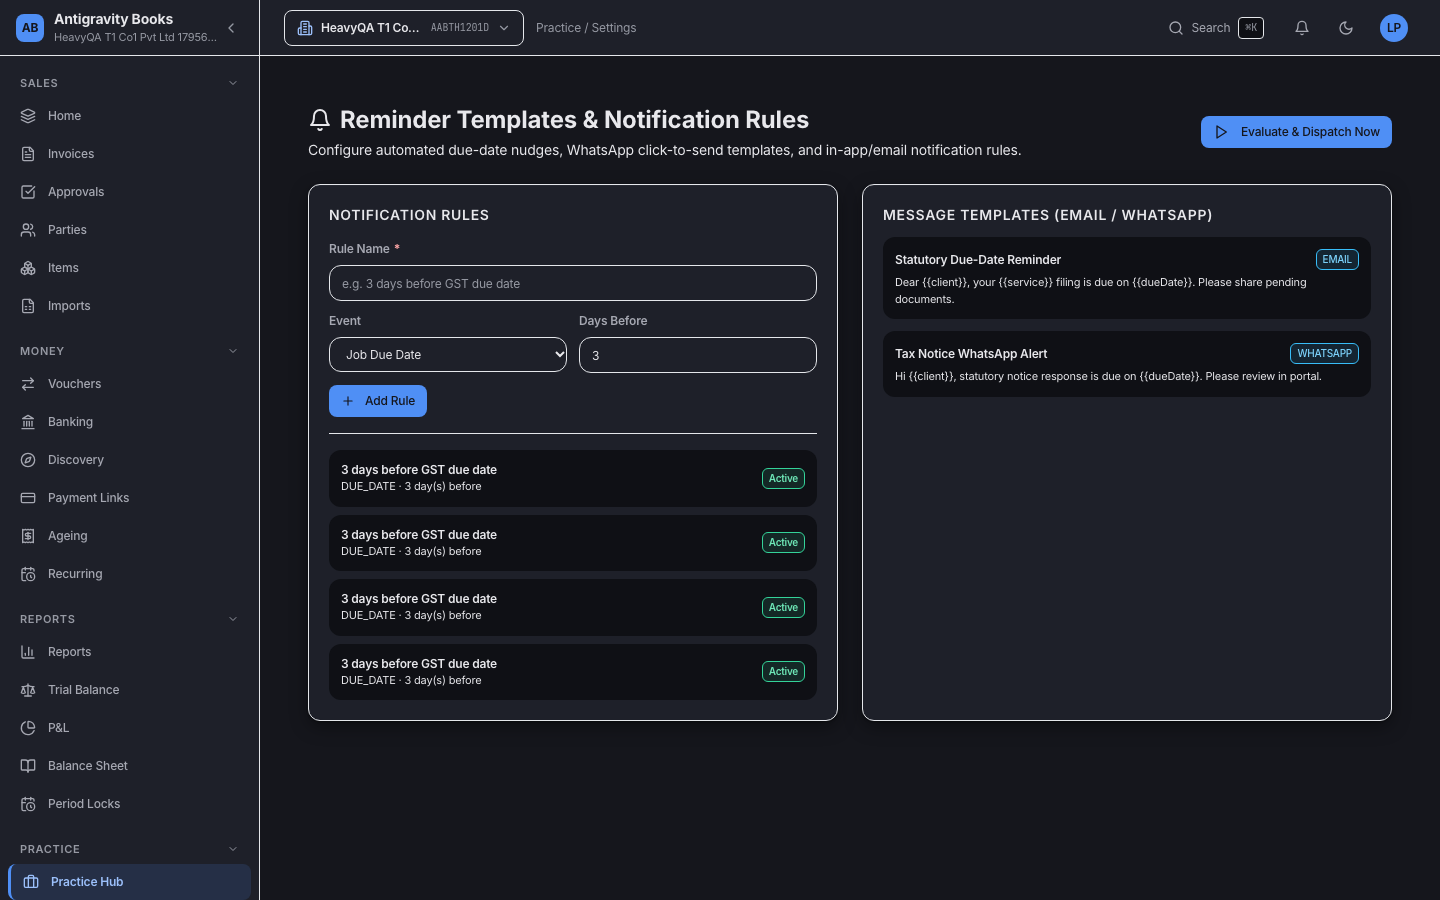 AB
Antigravity Books
HeavyQA T1 Co1 Pvt Ltd 17956...
HeavyQA T1 Co...
AABTH1201D
Practice / Settings
Search
⌘K
LP
SALES
Home
Invoices
Approvals
Parties
Items
Imports
MONEY
Vouchers
Banking
Discovery
Payment Links
Ageing
Recurring
REPORTS
Reports
Trial Balance
P&L
Balance Sheet
Period Locks
PRACTICE
Practice Hub
Reminder Templates & Notification Rules
Configure automated due-date nudges, WhatsApp click-to-send templates, and in-app/email notification rules.
Evaluate & Dispatch Now
NOTIFICATION RULES
Rule Name *
e.g. 3 days before GST due date
Event
Days Before
Job Due Date
3
Add Rule
3 days before GST due date
DUE_DATE · 3 day(s) before
Active
3 days before GST due date
DUE_DATE · 3 day(s) before
Active
3 days before GST due date
DUE_DATE · 3 day(s) before
Active
3 days before GST due date
DUE_DATE · 3 day(s) before
Active
MESSAGE TEMPLATES (EMAIL / WHATSAPP)
Statutory Due-Date Reminder
EMAIL
Dear {{client}}, your {{service}} filing is due on {{dueDate}}. Please share pending
documents.
Tax Notice WhatsApp Alert
WHATSAPP
Hi {{client}}, statutory notice response is due on {{dueDate}}. Please review in portal.